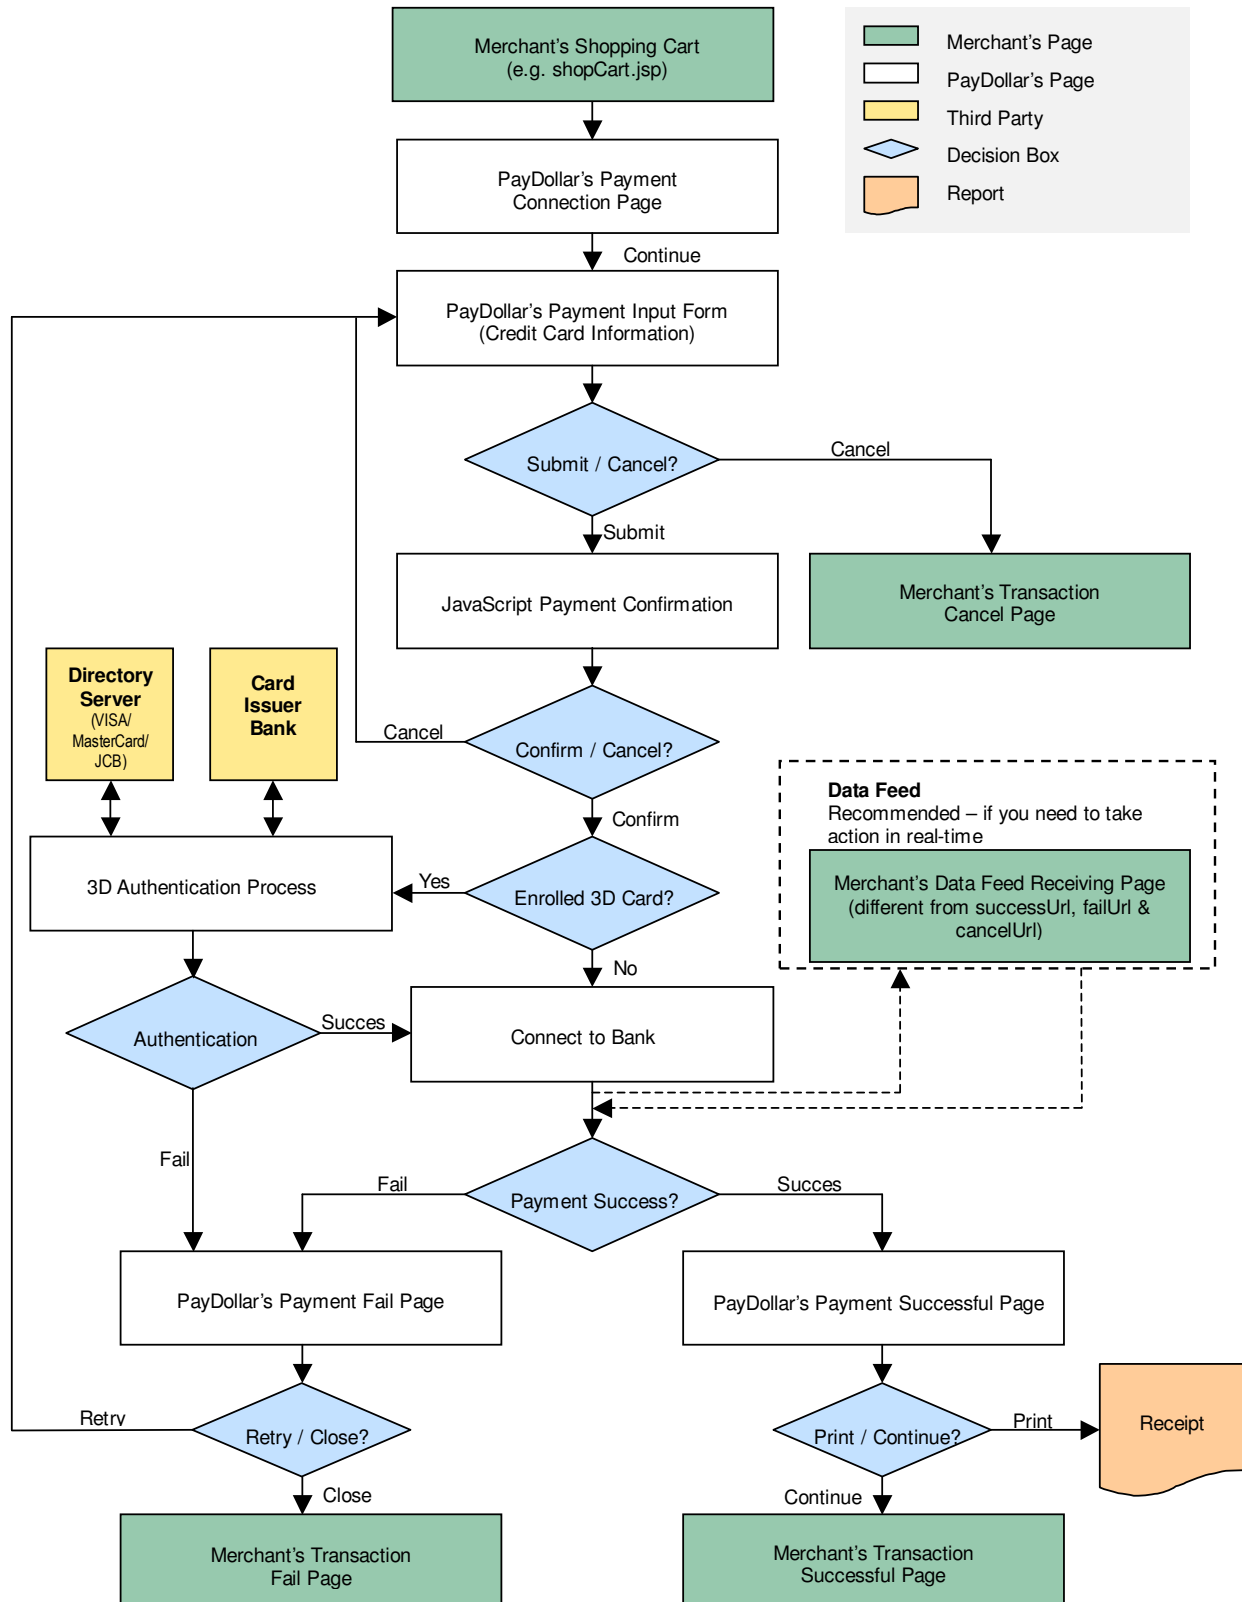 Merchant's Shopping Cart
(e.g. shopCart.jsp)
Merchant's Page
PayDollar's Page
Third Party
Decision Box
Report
PayDollar's Payment
Connection Page
Continue
PayDollar's Payment Input Form
(Credit Card Information)
Submit / Cancel?
Cancel
Submit
JavaScript Payment Confirmation
Merchant's Transaction
Cancel Page
Directory
Server
(VISA/
MasterCard/
JCB)
Card
Issuer
Bank
Cancel
Confirm / Cancel?
Confirm
Data Feed
Recommended – if you need to take
action in real-time
Merchant's Data Feed Receiving Page
(different from successUrl, failUrl &
cancelUrl)
3D Authentication Process
Yes
Enrolled 3D Card?
No
Authentication
Succes
Connect to Bank
Fail
Fail
Payment Success?
Succes
PayDollar's Payment Fail Page
PayDollar's Payment Successful Page
Retry
Retry / Close?
Print / Continue?
Print
Receipt
Close
Continue
Merchant's Transaction
Fail Page
Merchant's Transaction
Successful Page